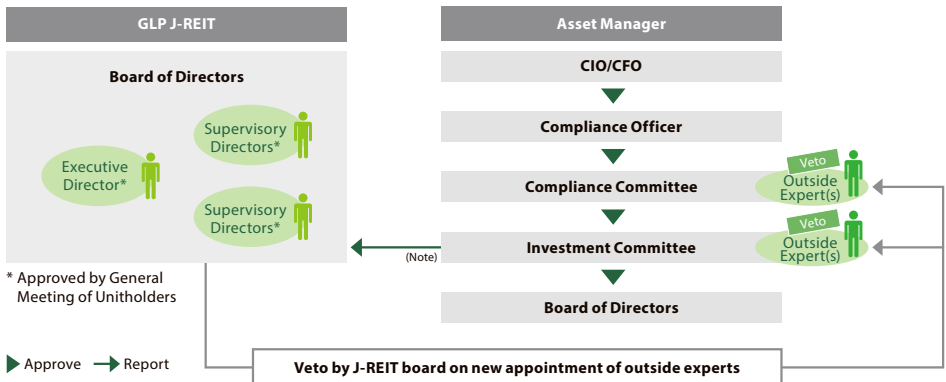 GLP J-REIT
Board of Directors
Supervisory
Directors*
Executive
Director*
Supervisory
Directors*
* Approved by General
Meeting of Unitholders
Approve
Report
Asset Manager
CIO/CFO
Compliance Officer
Compliance Committee
Veto
Outside
Expert(s)
Investment Committee
Veto
Outside
Expert(s)
(Note)
Board of Directors
Veto by J-REIT board on new appointment of outside experts